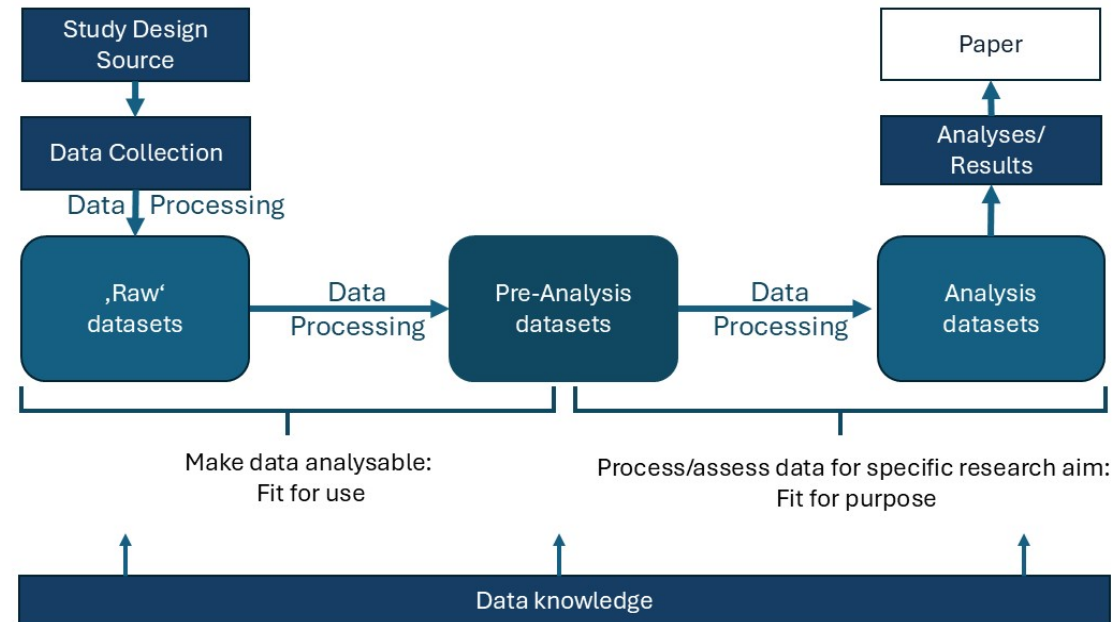 Study Design
Source
Data Collection
Data Processing
‚Raw‘
datasets
Data
Processing
Pre-Analysis
datasets
Data
Processing
Analysis
datasets
Analyses/
Results
Paper
Make data analysable:
Fit for use
Process/assess data for specific research aim:
Fit for purpose
Data knowledge